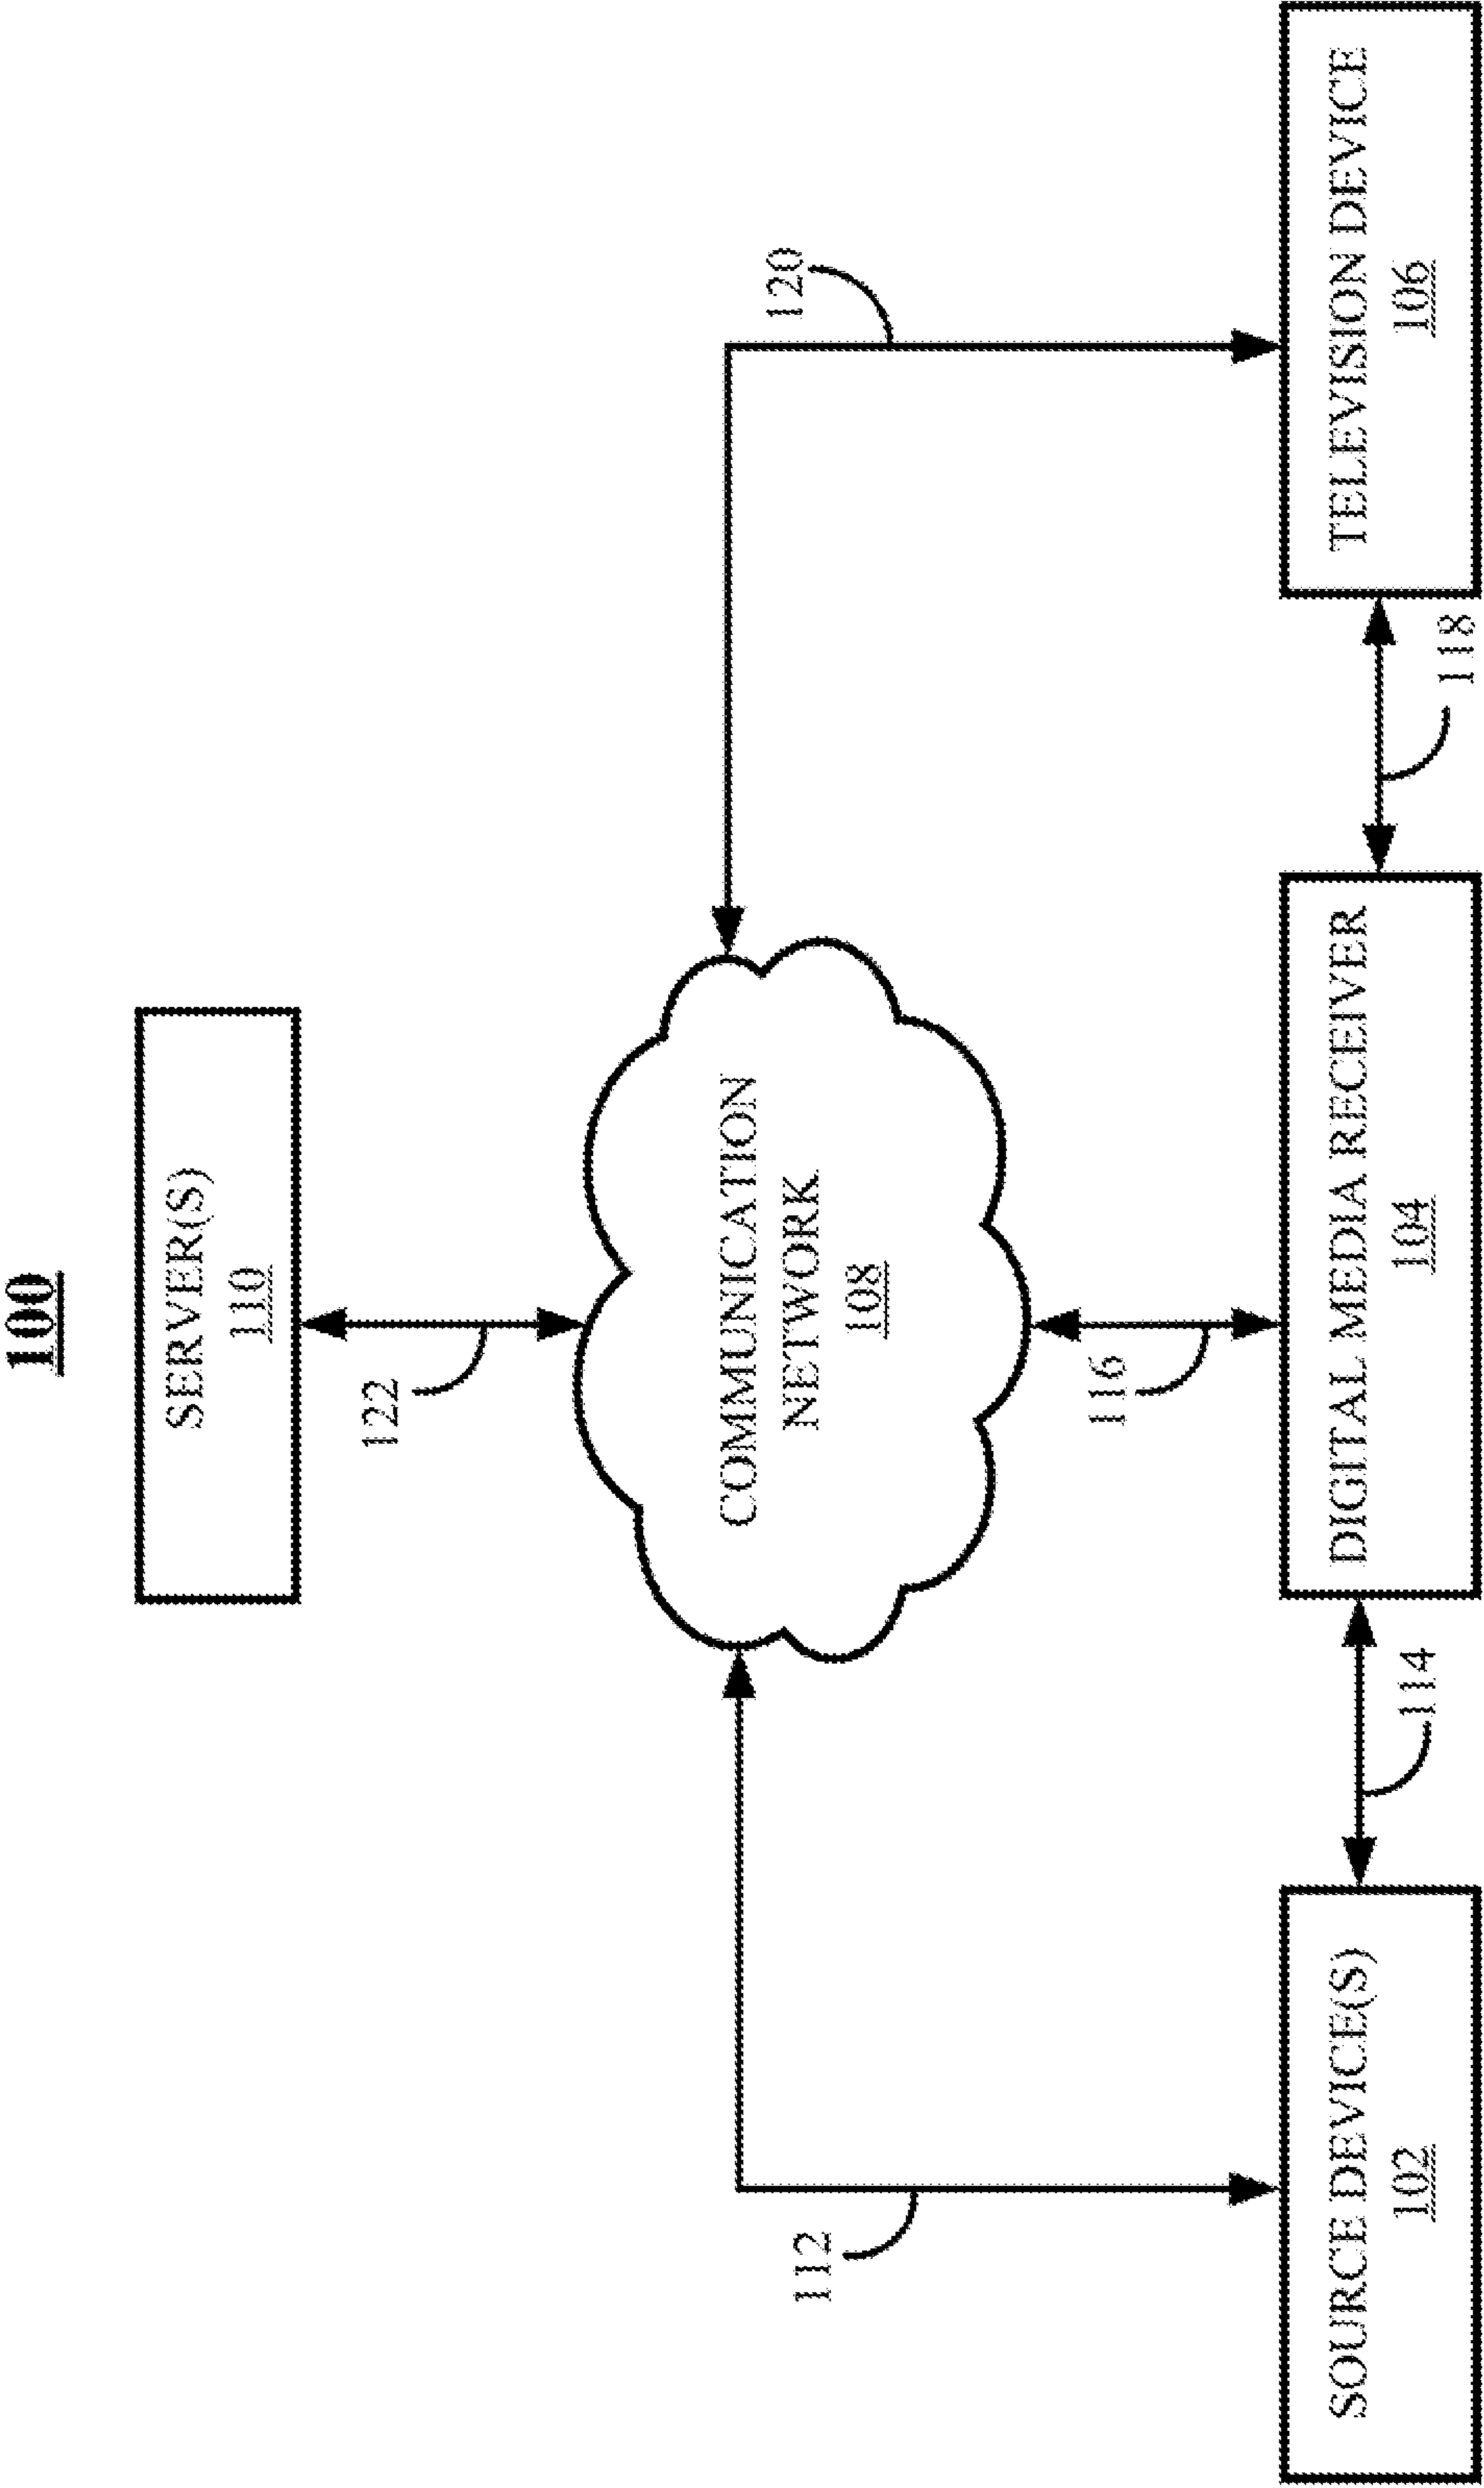 100
SERVER(S)
110
122
COMMUNICATION
NETWORK
108
112
120
116
SOURCE DEVICE(S)
102
114
DIGITAL MEDIA RECEIVER
104
118
TELEVISION DEVICE
106